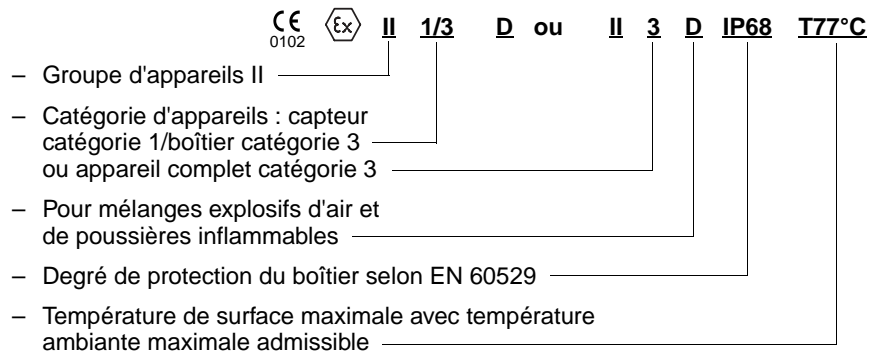 CE 0102 Ex II 1/3 D ou II 3 D IP68 T77°C
– Groupe d'appareils II
– Catégorie d'appareils : capteur
catégorie 1/boîtier catégorie 3
ou appareil complet catégorie 3
– Pour mélanges explosifs d'air et
de poussières inflammables
– Degré de protection du boîtier selon EN 60529
– Température de surface maximale avec température
ambiante maximale admissible